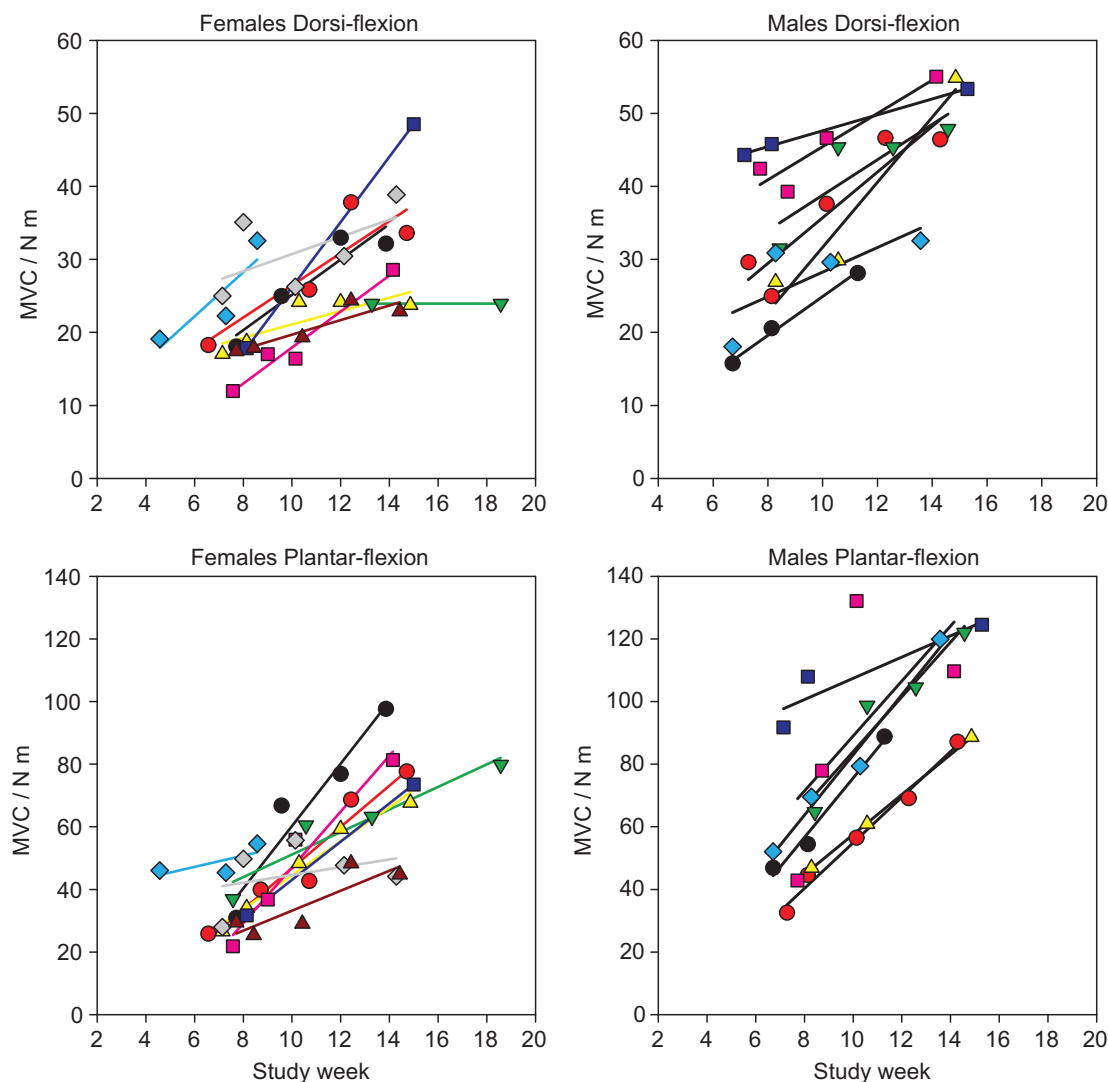 Females Dorsi-flexion
Males Dorsi-flexion
60
50
40
30
20
10
0
MVC / N m
2 4 6 8 10 12 14 16 18 20
60
50
40
30
20
10
0
MVC / N m
4 6 8 10 12 14 16 18 20
Females Plantar-flexion
Males Plantar-flexion
140
120
100
80
60
40
20
0
MVC / N m
2 4 6 8 10 12 14 16 18 20
Study week
140
120
100
80
60
40
20
0
MVC / N m
2 4 6 8 10 12 14 16 18 20
Study week